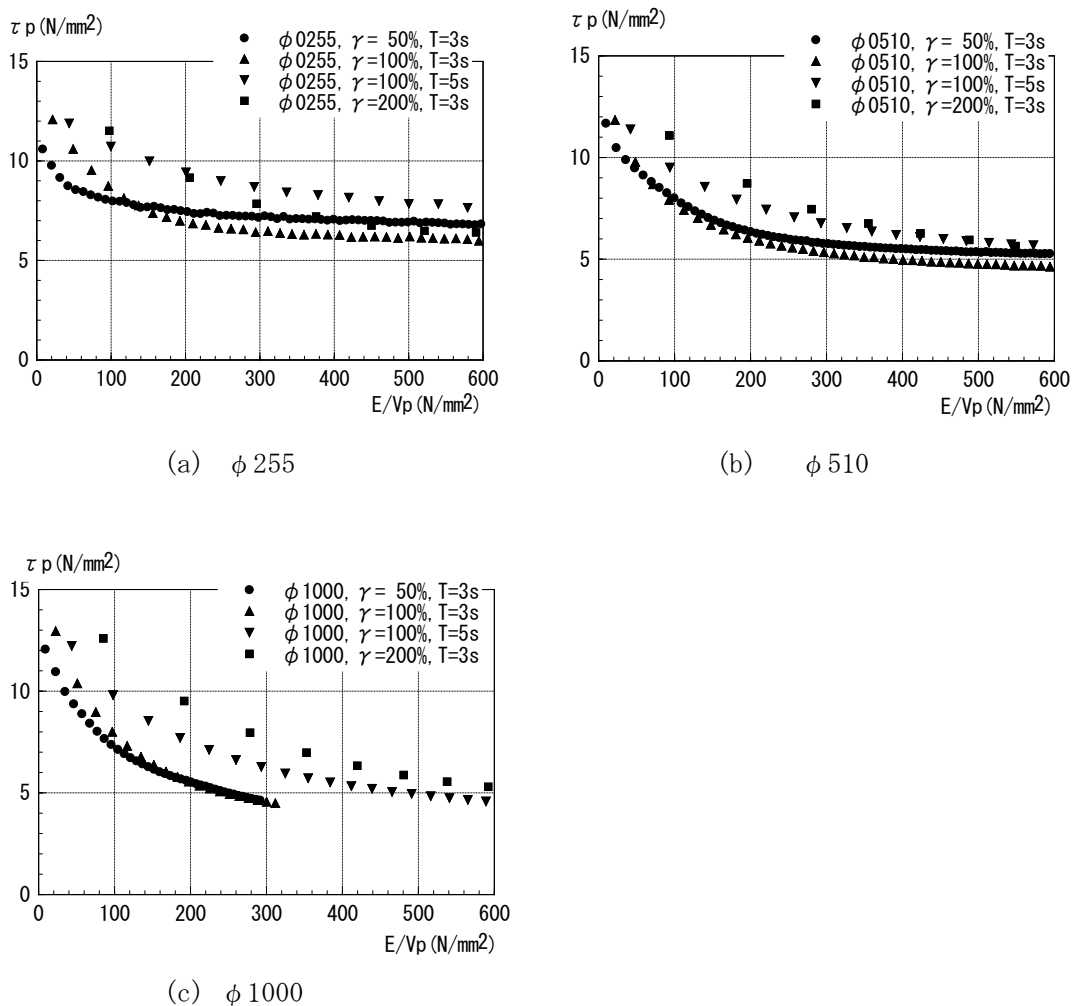 τp(N/mm2)
φ0255, γ= 50%, T=3s
φ0255, γ=100%, T=3s
φ0255, γ=100%, T=5s
φ0255, γ=200%, T=3s
15
10
5
0
0 100 200 300 400 500 600
E/Vp(N/mm2)
(a) φ255
τp(N/mm2)
φ0510, γ= 50%, T=3s
φ0510, γ=100%, T=3s
φ0510, γ=100%, T=5s
φ0510, γ=200%, T=3s
15
10
5
0
0 100 200 300 400 500 600
E/Vp(N/mm2)
(b) φ510
τp(N/mm2)
φ1000, γ= 50%, T=3s
φ1000, γ=100%, T=3s
φ1000, γ=100%, T=5s
φ1000, γ=200%, T=3s
15
10
5
0
0 100 200 300 400 500 600
E/Vp(N/mm2)
(c) φ1000